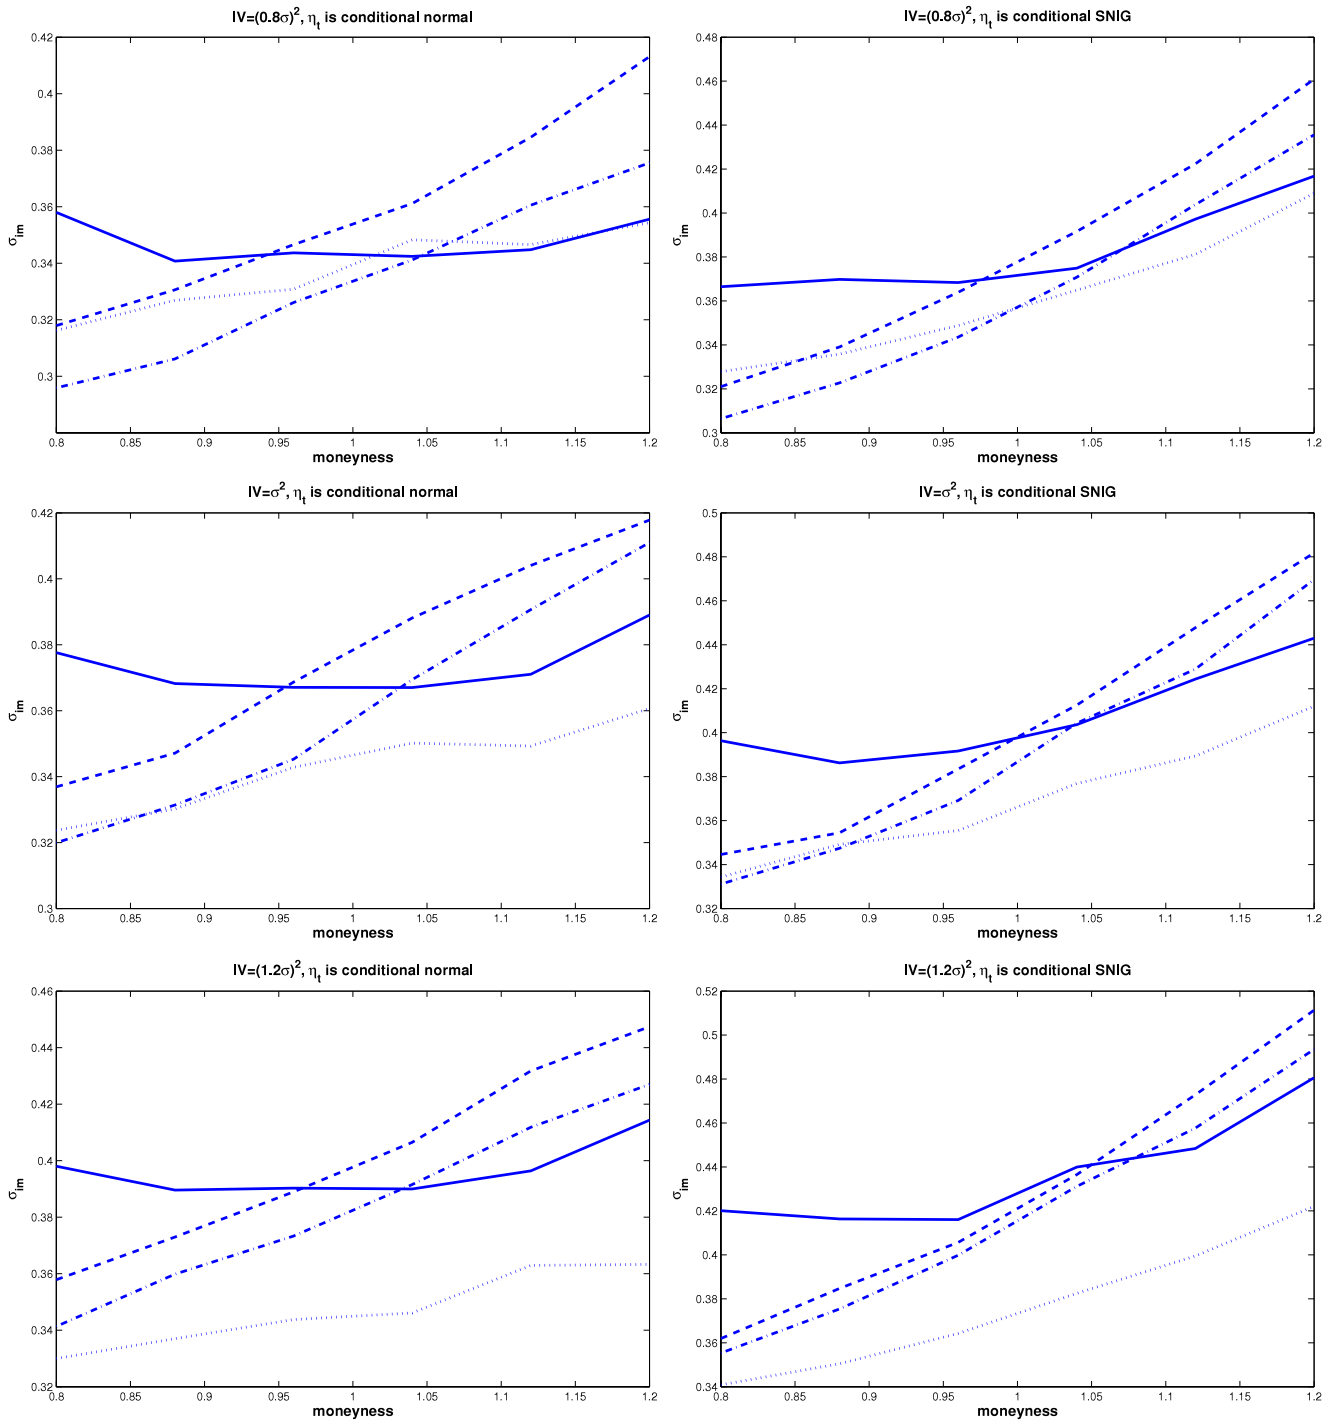 IV=(0.8σ)², ηt is conditional normal
0.42
0.4
0.38
0.36
0.34
0.32
0.3
σim
0.8 0.85 0.9 0.95 1 1.05 1.1 1.15 1.2
moneyness
IV=(0.8σ)², ηt is conditional SNIG
0.48
0.46
0.44
0.42
0.4
0.38
0.36
0.34
0.32
0.3
σim
0.8 0.85 0.9 0.95 1 1.05 1.1 1.15 1.2
moneyness
IV=σ², ηt is conditional normal
0.42
0.4
0.38
0.36
0.34
0.32
0.3
σim
0.8 0.85 0.9 0.95 1 1.05 1.1 1.15 1.2
moneyness
IV=σ², ηt is conditional SNIG
0.5
0.48
0.46
0.44
0.42
0.4
0.38
0.36
0.34
0.32
σim
0.8 0.85 0.9 0.95 1 1.05 1.1 1.15 1.2
moneyness
IV=(1.2σ)², ηt is conditional normal
0.46
0.44
0.42
0.4
0.38
0.36
0.34
0.32
σim
0.8 0.85 0.9 0.95 1 1.05 1.1 1.15 1.2
moneyness
IV=(1.2σ)², ηt is conditional SNIG
0.52
0.5
0.48
0.46
0.44
0.42
0.4
0.38
0.36
0.34
σim
0.8 0.85 0.9 0.95 1 1.05 1.1 1.15 1.2
moneyness